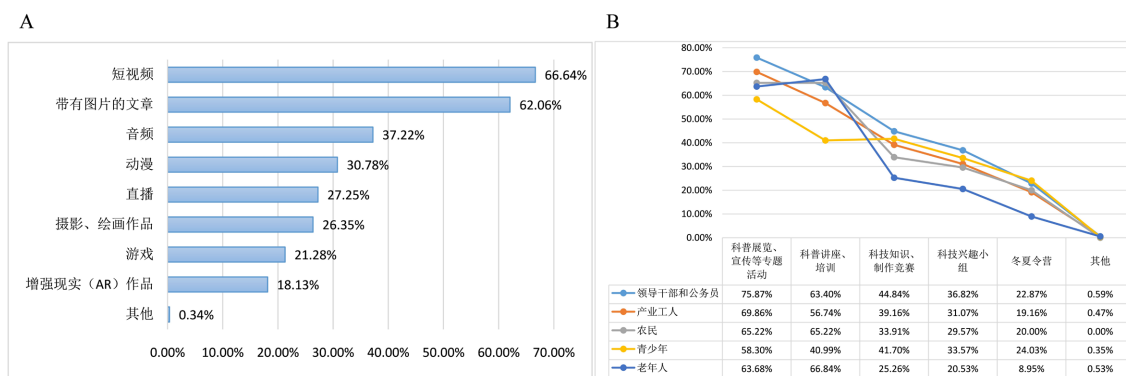 A
短视频 66.64%
带有图片的文章 62.06%
音频 37.22%
动漫 30.78%
直播 27.25%
摄影、绘画作品 26.35%
游戏 21.28%
增强现实（AR）作品 18.13%
其他 0.34%
0.00% 10.00% 20.00% 30.00% 40.00% 50.00% 60.00% 70.00%
B
80.00%
70.00%
60.00%
50.00%
40.00%
30.00%
20.00%
10.00%
0.00%
科普展览、
宣传等专题
活动
科普讲座、
培训
科技知识、
制作竞赛
科技兴趣小
组
冬夏令营
其他
领导干部和公务员 75.87% 63.40% 44.84% 36.82% 22.87% 0.59%
产业工人 69.86% 56.74% 39.16% 31.07% 19.16% 0.47%
农民 65.22% 65.22% 33.91% 29.57% 20.00% 0.00%
青少年 58.30% 40.99% 41.70% 33.57% 24.03% 0.35%
老年人 63.68% 66.84% 25.26% 20.53% 8.95% 0.53%